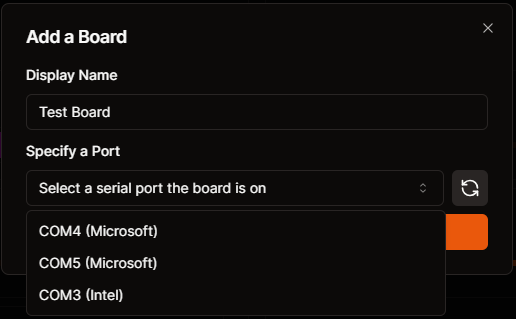 Add a Board
Display Name
Test Board
Specify a Port
Select a serial port the board is on
COM4 (Microsoft)
COM5 (Microsoft)
COM3 (Intel)